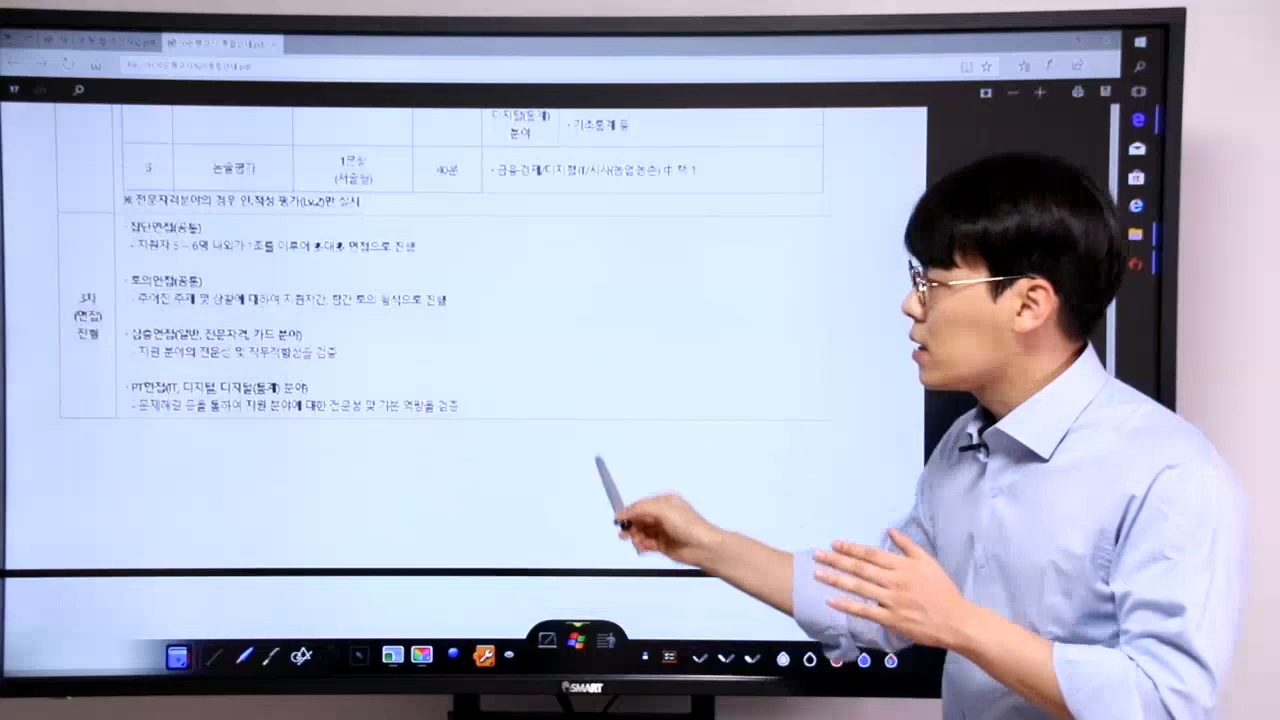 디지털(통계)
분야
· 기초통계 등
5
논술평가
1문항
(서술형)
40분
· 금융·경제/디지털·IT/시사(농업·농촌) 中 택 1
※ 전문자격분야의 경우 인·적성 평가(Lv.2)만 실시
3차
(면접)
전형
· 집단면접(공통)
- 지원자 5 ~ 6명 내외가 1조를 이루어 多대多 면접으로 진행
· 토의면접(공통)
- 주어진 주제 및 상황에 대하여 지원자간, 팀간 토의 형식으로 진행
· 심층면접(일반, 전문자격, 카드 분야)
- 지원 분야의 전문성 및 직무적합성을 검증
· PT면접(IT, 디지털, 디지털(통계) 분야)
- 문제해결 등을 통하여 지원 분야에 대한 전문성 및 기본 역량을 검증
SMART